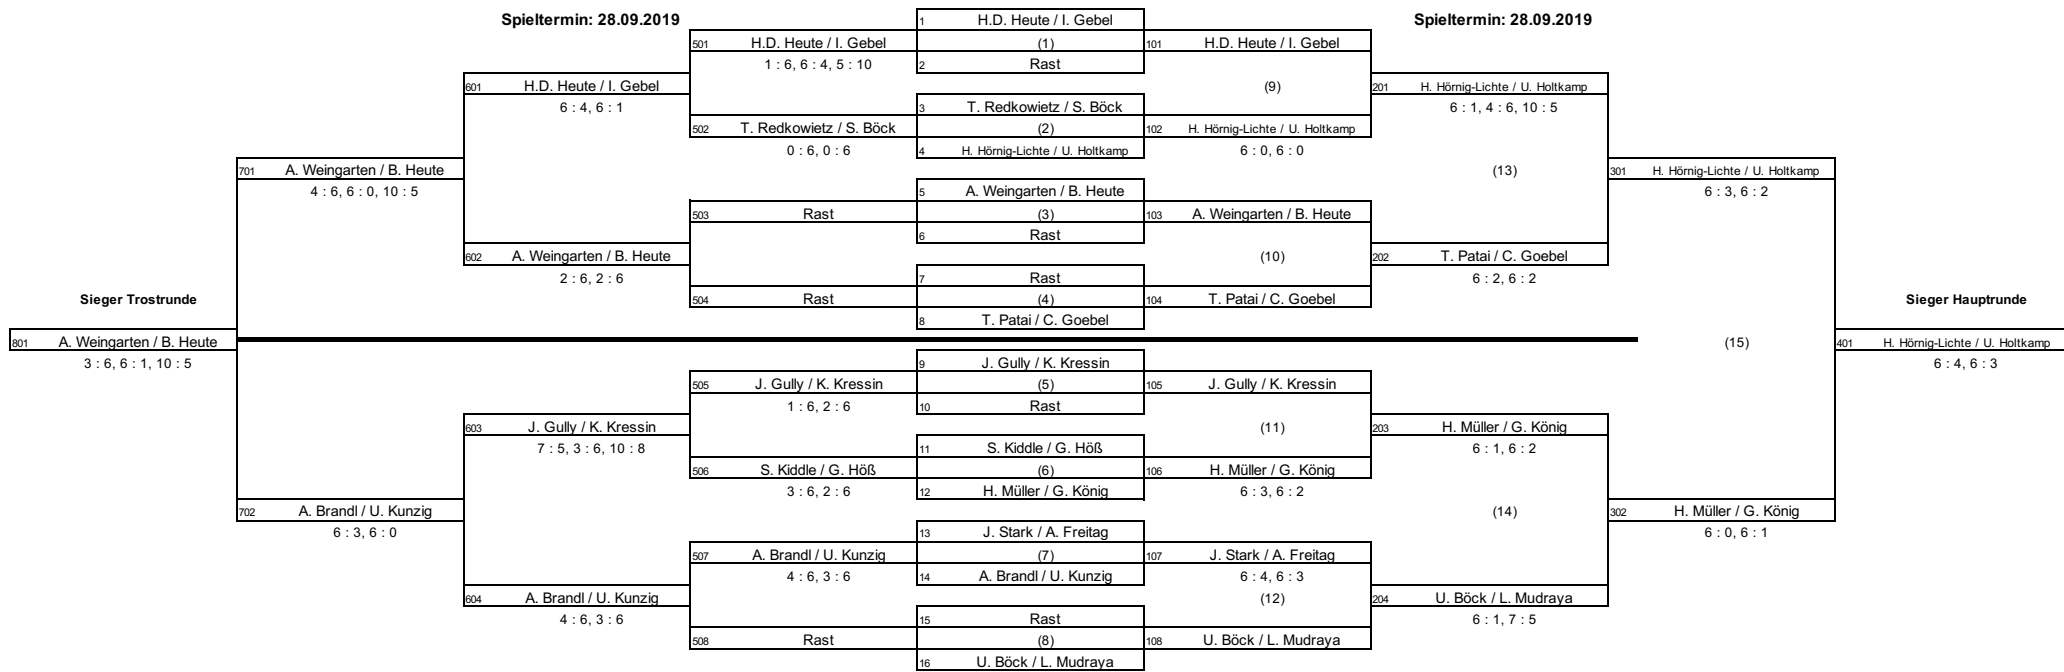 Spieltermin: 28.09.2019
Spieltermin: 28.09.2019
Sieger Trostrunde
801 A. Weingarten / B. Heute
3 : 6, 6 : 1, 10 : 5
701 A. Weingarten / B. Heute
4 : 6, 6 : 0, 10 : 5
702 A. Brandl / U. Kunzig
6 : 3, 6 : 0
601 H.D. Heute / I. Gebel
6 : 4, 6 : 1
602 A. Weingarten / B. Heute
2 : 6, 2 : 6
603 J. Gully / K. Kressin
7 : 5, 3 : 6, 10 : 8
604 A. Brandl / U. Kunzig
4 : 6, 3 : 6
501 H.D. Heute / I. Gebel
1 : 6, 6 : 4, 5 : 10
502 T. Redkowietz / S. Böck
0 : 6, 0 : 6
503 Rast
504 Rast
505 J. Gully / K. Kressin
1 : 6, 2 : 6
506 S. Kiddle / G. Höß
3 : 6, 2 : 6
507 A. Brandl / U. Kunzig
4 : 6, 3 : 6
508 Rast
1 H.D. Heute / I. Gebel
(1)
2 Rast
3 T. Redkowietz / S. Böck
(2)
4 H. Hörnig-Lichte / U. Holtkamp
5 A. Weingarten / B. Heute
(3)
6 Rast
7 Rast
(4)
8 T. Patai / C. Goebel
9 J. Gully / K. Kressin
(5)
10 Rast
11 S. Kiddle / G. Höß
(6)
12 H. Müller / G. König
13 J. Stark / A. Freitag
(7)
14 A. Brandl / U. Kunzig
15 Rast
(8)
16 U. Böck / L. Mudraya
101 H.D. Heute / I. Gebel
(9)
102 H. Hörnig-Lichte / U. Holtkamp
6 : 0, 6 : 0
103 A. Weingarten / B. Heute
(10)
104 T. Patai / C. Goebel
105 J. Gully / K. Kressin
(11)
106 H. Müller / G. König
6 : 3, 6 : 2
107 J. Stark / A. Freitag
6 : 4, 6 : 3
(12)
108 U. Böck / L. Mudraya
201 H. Hörnig-Lichte / U. Holtkamp
6 : 1, 4 : 6, 10 : 5
(13)
202 T. Patai / C. Goebel
6 : 2, 6 : 2
203 H. Müller / G. König
6 : 1, 6 : 2
(14)
204 U. Böck / L. Mudraya
6 : 1, 7 : 5
301 H. Hörnig-Lichte / U. Holtkamp
6 : 3, 6 : 2
(15)
302 H. Müller / G. König
6 : 0, 6 : 1
Sieger Hauptrunde
401 H. Hörnig-Lichte / U. Holtkamp
6 : 4, 6 : 3